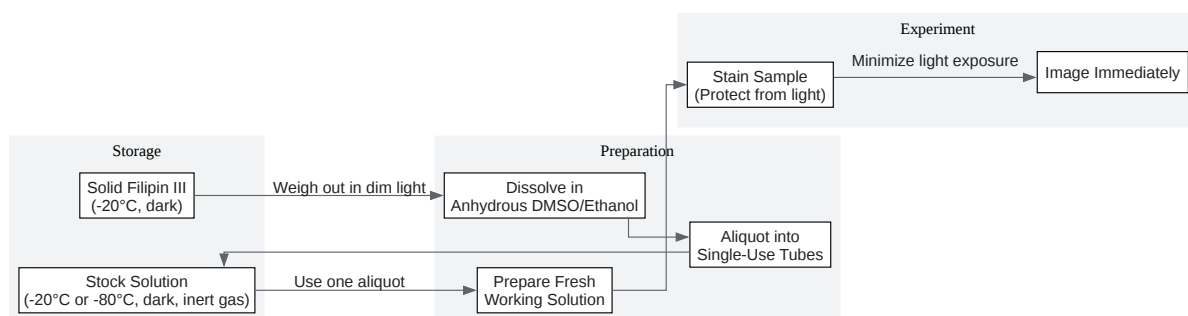 Experiment
Minimize light exposure
Stain Sample
(Protect from light)
Image Immediately
Storage
Preparation
Solid Filipin III
(-20°C, dark)
Weigh out in dim light
Dissolve in
Anhydrous DMSO/Ethanol
Aliquot into
Single-Use Tubes
Stock Solution
(-20°C or -80°C, dark, inert gas)
Use one aliquot
Prepare Fresh
Working Solution